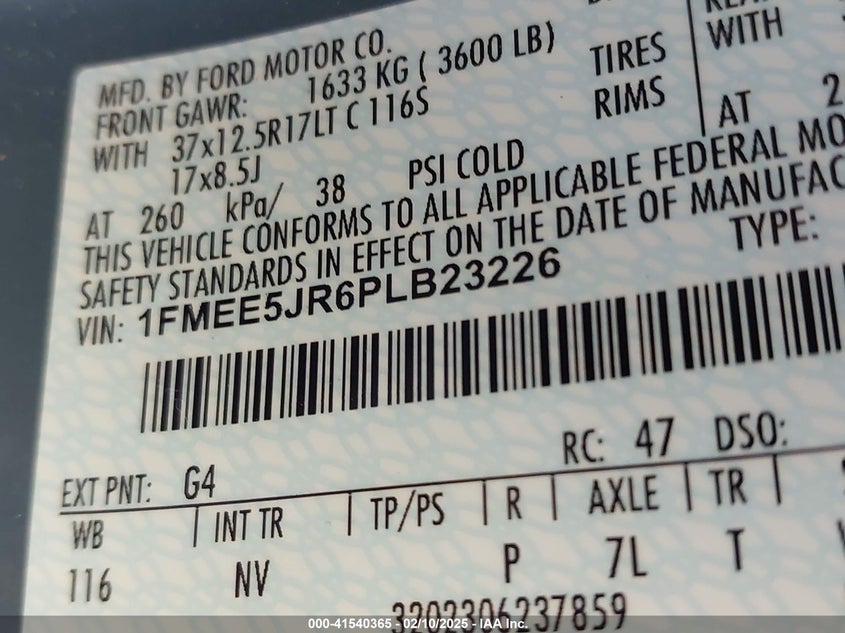 MFD. BY FORD MOTOR CO.
FRONT GAWR: 1633 KG ( 3600 LB)
WITH 37x12.5R17LT C 116S TIRES
17x8.5J RIMS
AT 260 kPa/ 38 PSI COLD
WITH
AT 2
THIS VEHICLE CONFORMS TO ALL APPLICABLE FEDERAL MO
SAFETY STANDARDS IN EFFECT ON THE DATE OF MANUFAC
VIN: 1FMEE5JR6PLB23226 TYPE:
RC: 47 DSO:
EXT PNT: G4
WB | INT TR | TP/PS | R | AXLE | TR |
116 NV P 7L T
3202306237859
000-41540365 - 02/10/2025 - IAA Inc.